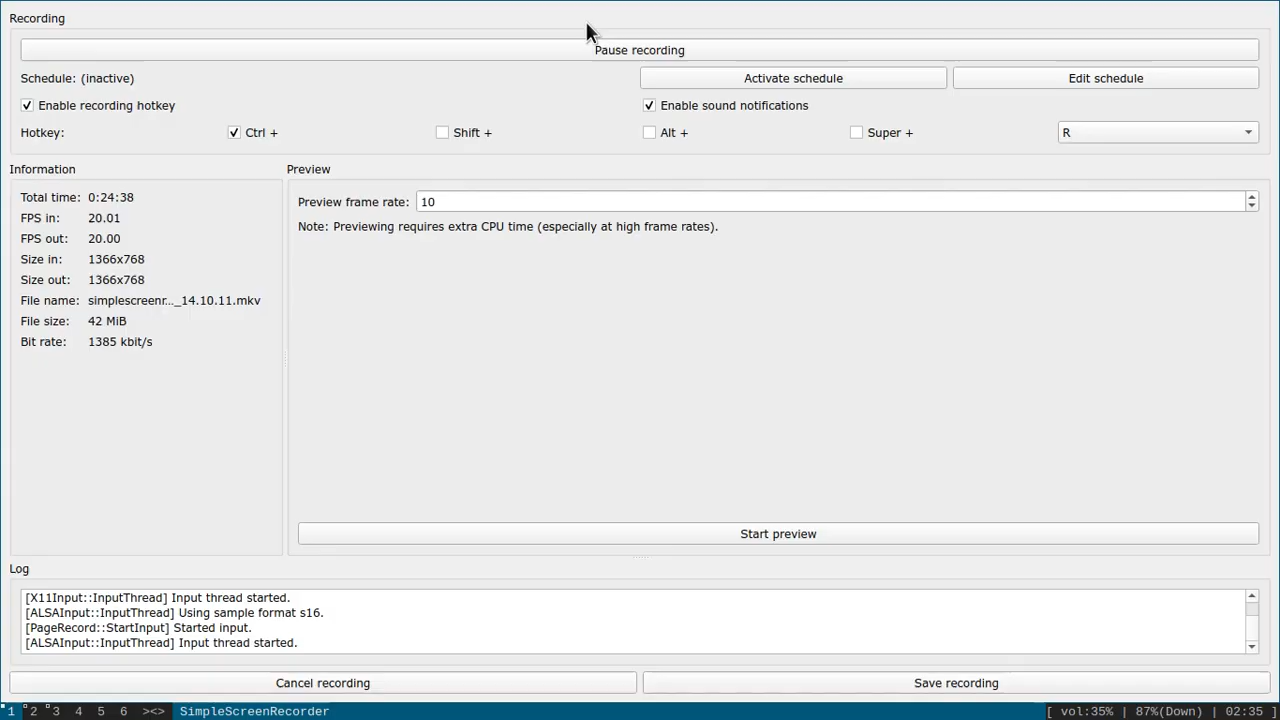 Recording
Pause recording
Schedule: (inactive) Activate schedule Edit schedule
Enable recording hotkey Enable sound notifications
Hotkey: Ctrl + Shift + Alt + Super + R
Information
Total time: 0:24:38
FPS in: 20.01
FPS out: 20.00
Size in: 1366x768
Size out: 1366x768
File name: simplescreenr..._14.10.11.mkv
File size: 42 MiB
Bit rate: 1385 kbit/s
Preview
Preview frame rate: 10
Note: Previewing requires extra CPU time (especially at high frame rates).
Start preview
Log
[X11Input::InputThread] Input thread started.
[ALSAInput::InputThread] Using sample format s16.
[PageRecord::StartInput] Started input.
[ALSAInput::InputThread] Input thread started.
Cancel recording Save recording
1 2 3 4 5 6 ><> SimpleScreenRecorder [ vol:35% | 87%(Down) | 02:35 ]